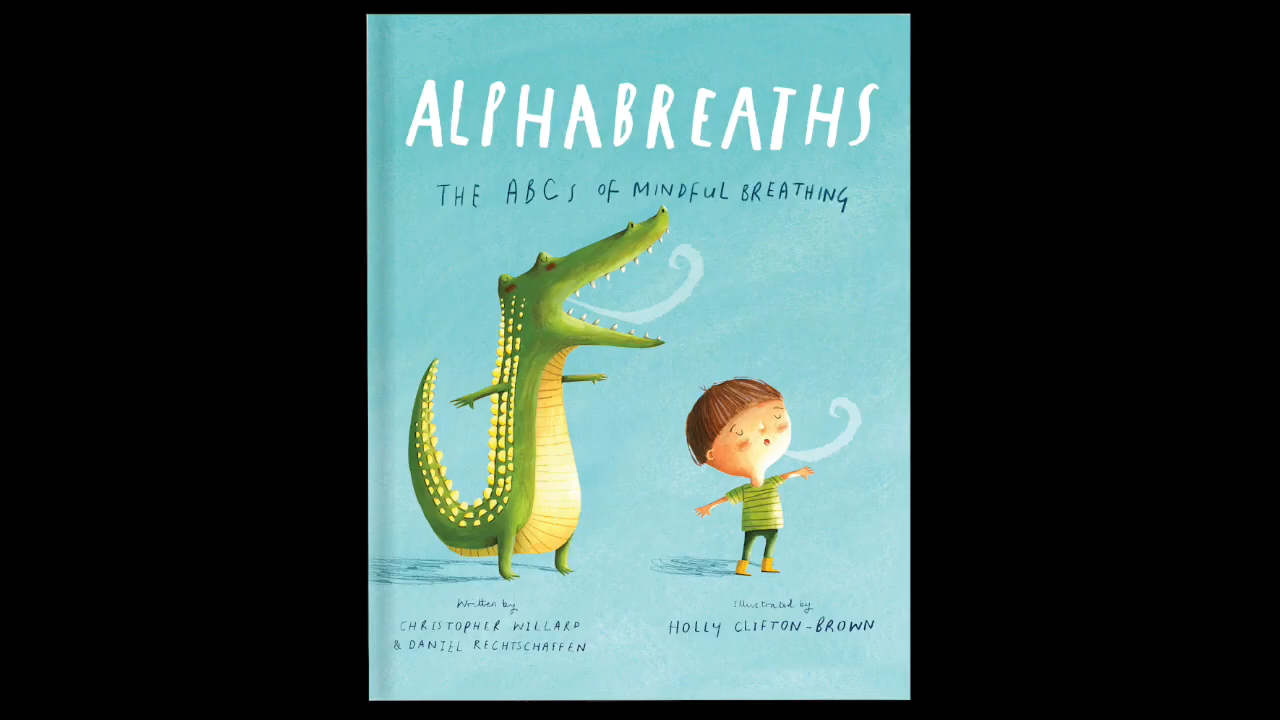 ALPHABREATHS
THE ABCs OF MINDFUL BREATHING
Written by
CHRISTOPHER WILLARD
& DANIEL RECHTSCHAFFEN
Illustrated by
HOLLY CLIFTON-BROWN